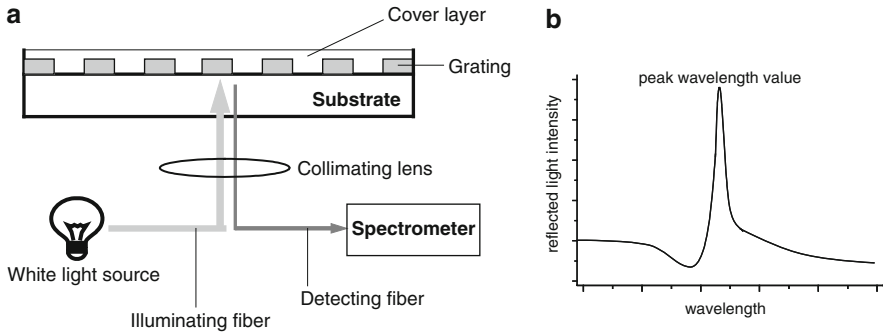 a
Cover layer
Grating
Substrate
Collimating lens
White light source
Spectrometer
Illuminating fiber
Detecting fiber
b
peak wavelength value
reflected light intensity
wavelength